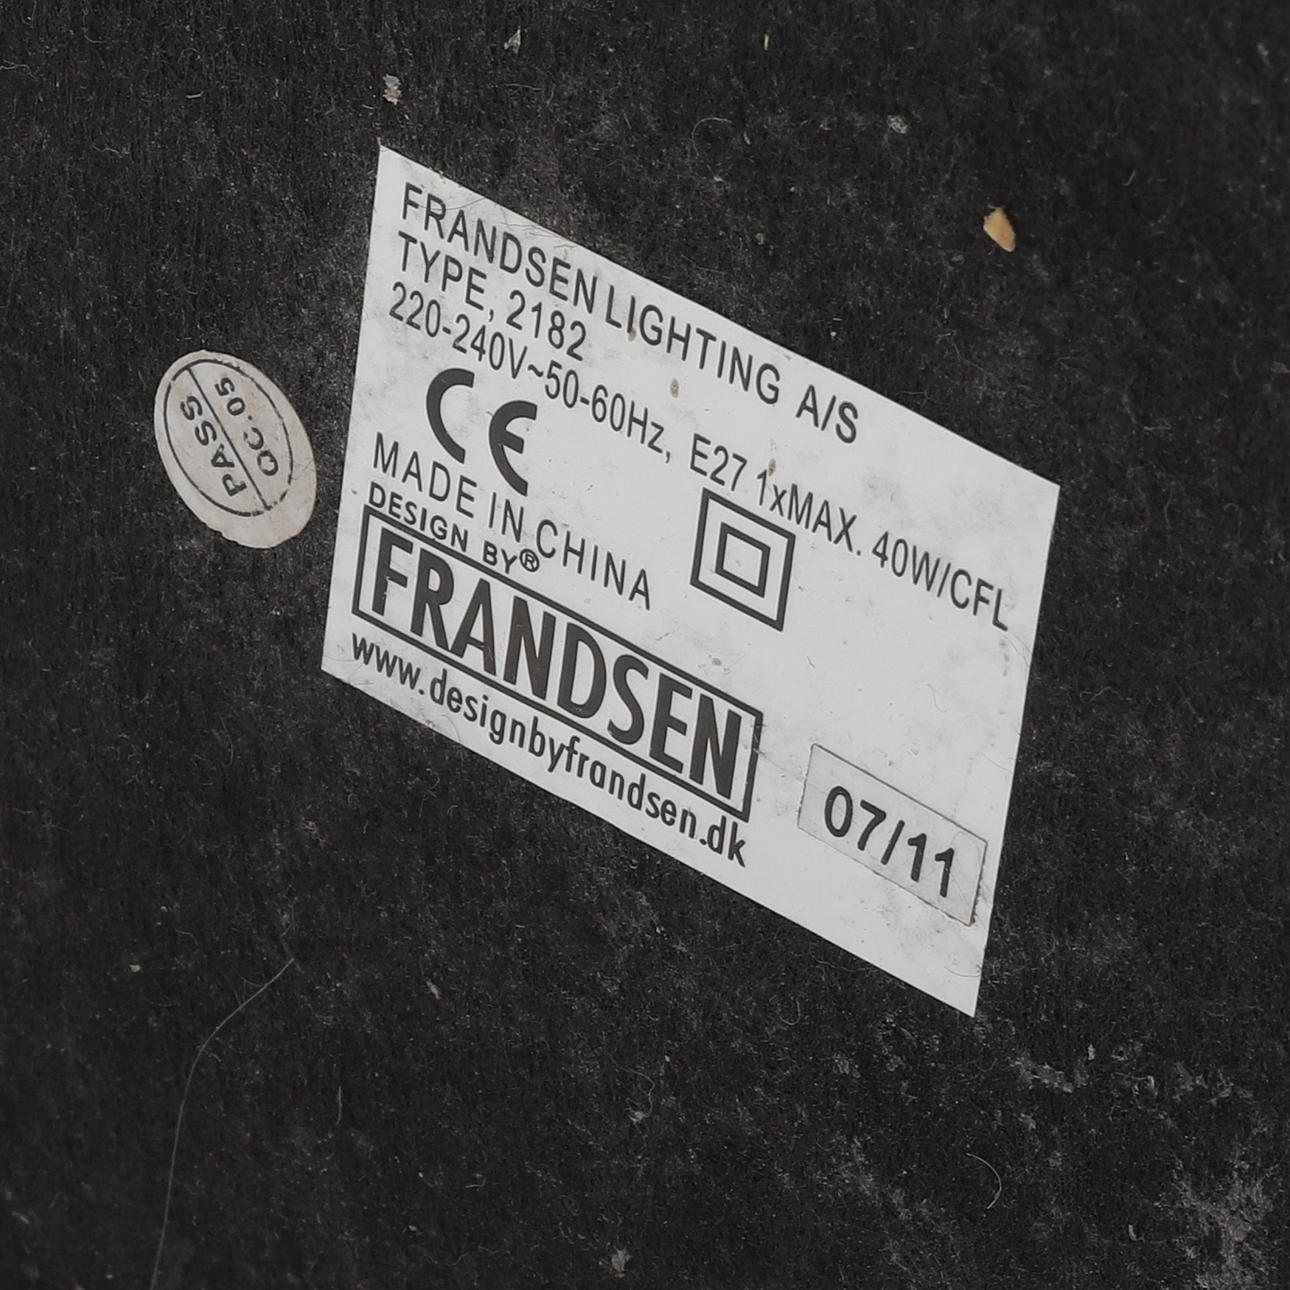 FRANDSEN LIGHTING A/S
TYPE, 2182
220-240V~50-60Hz, E27 1xMAX. 40W/CFL
CE
MADE IN CHINA
DESIGN BY®
FRANDSEN
www.designbyfrandsen.dk
07/11
PASS
QC.05